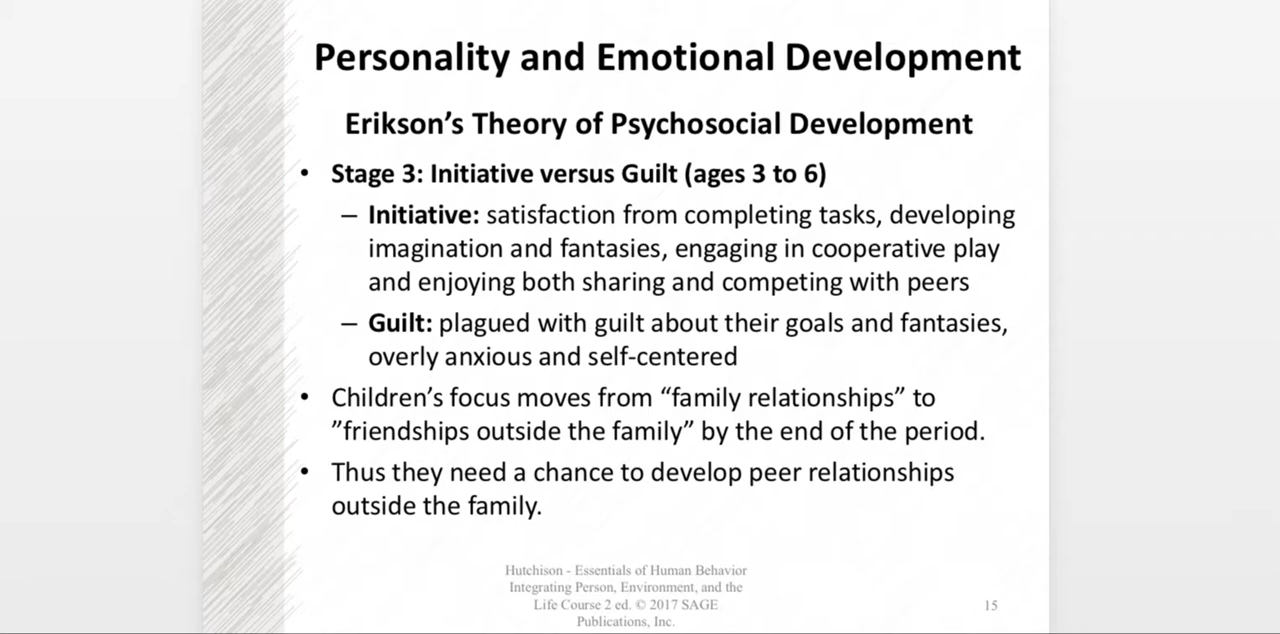 Personality and Emotional Development
Erikson’s Theory of Psychosocial Development
• Stage 3: Initiative versus Guilt (ages 3 to 6)
– Initiative: satisfaction from completing tasks, developing
imagination and fantasies, engaging in cooperative play
and enjoying both sharing and competing with peers
– Guilt: plagued with guilt about their goals and fantasies,
overly anxious and self-centered
• Children’s focus moves from “family relationships” to
”friendships outside the family” by the end of the period.
• Thus they need a chance to develop peer relationships
outside the family.
Hutchison - Essentials of Human Behavior
Integrating Person, Environment, and the
Life Course 2 ed. © 2017 SAGE
Publications, Inc.
15